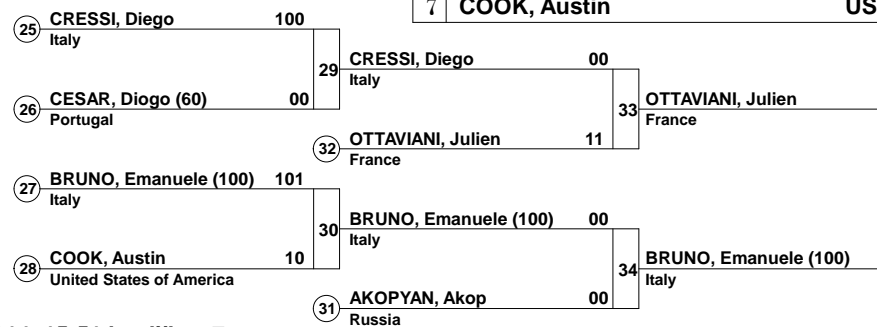 7 COOK, Austin US
25 CRESSI, Diego 100
Italy
29
26 CESAR, Diogo (60) 00
Portugal
CRESSI, Diego 00
Italy
33
32 OTTAVIANI, Julien 11
France
OTTAVIANI, Julien
France
27 BRUNO, Emanuele (100) 101
Italy
30
28 COOK, Austin 10
United States of America
BRUNO, Emanuele (100) 00
Italy
34
31 AKOPYAN, Akop 00
Russia
BRUNO, Emanuele (100)
Italy